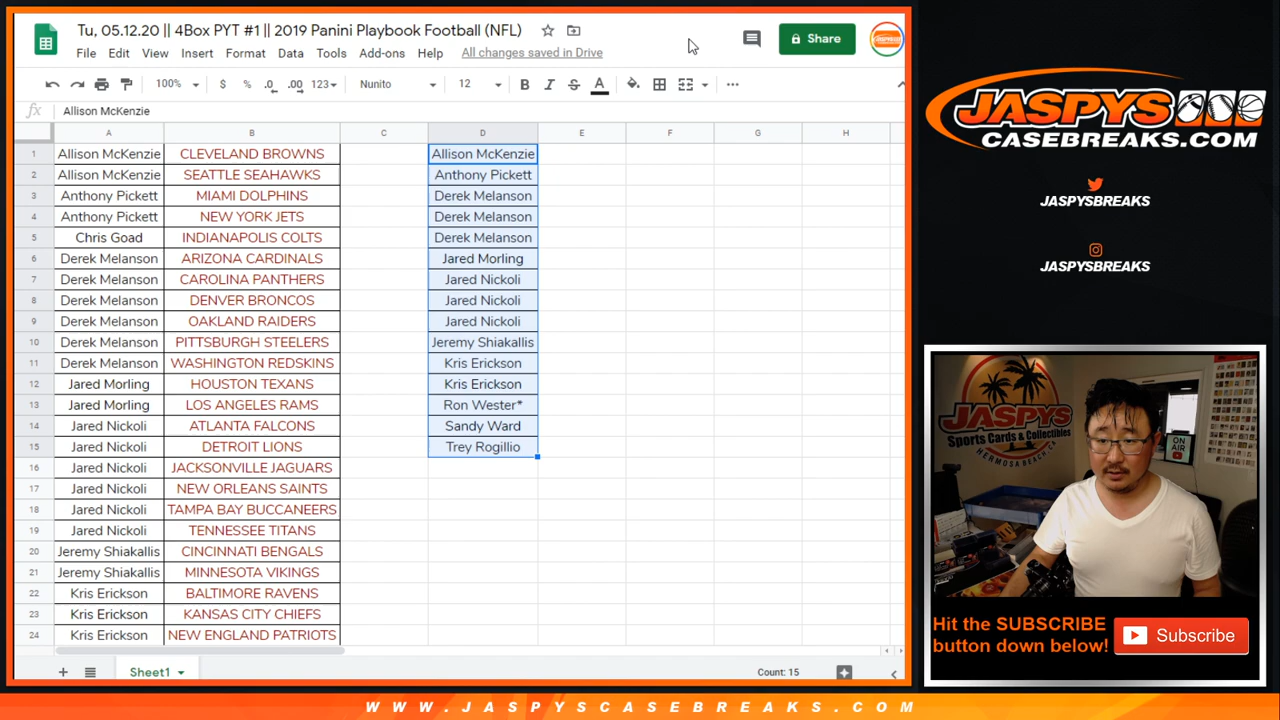 Tu, 05.12.20 || 4Box PYT #1 || 2019 Panini Playbook Football (NFL)
File Edit View Insert Format Data Tools Add-ons Help All changes saved in Drive
Share
100% $ % .0 .00 123 Nunito 12 B I S A
fx Allison McKenzie
A B C D E F G H
1 Allison McKenzie CLEVELAND BROWNS Allison McKenzie
2 Allison McKenzie SEATTLE SEAHAWKS Anthony Pickett
3 Anthony Pickett MIAMI DOLPHINS Derek Melanson
4 Anthony Pickett NEW YORK JETS Derek Melanson
5 Chris Goad INDIANAPOLIS COLTS Derek Melanson
6 Derek Melanson ARIZONA CARDINALS Jared Morling
7 Derek Melanson CAROLINA PANTHERS Jared Nickoli
8 Derek Melanson DENVER BRONCOS Jared Nickoli
9 Derek Melanson OAKLAND RAIDERS Jared Nickoli
10 Derek Melanson PITTSBURGH STEELERS Jeremy Shiakallis
11 Derek Melanson WASHINGTON REDSKINS Kris Erickson
12 Jared Morling HOUSTON TEXANS Kris Erickson
13 Jared Morling LOS ANGELES RAMS Ron Wester*
14 Jared Nickoli ATLANTA FALCONS Sandy Ward
15 Jared Nickoli DETROIT LIONS Trey Rogillio
16 Jared Nickoli JACKSONVILLE JAGUARS
17 Jared Nickoli NEW ORLEANS SAINTS
18 Jared Nickoli TAMPA BAY BUCCANEERS
19 Jared Nickoli TENNESSEE TITANS
20 Jeremy Shiakallis CINCINNATI BENGALS
21 Jeremy Shiakallis MINNESOTA VIKINGS
22 Kris Erickson BALTIMORE RAVENS
23 Kris Erickson KANSAS CITY CHIEFS
24 Kris Erickson NEW ENGLAND PATRIOTS
Sheet1
Count: 15
JASPYS
CASEBREAKS.COM
JASPYSBREAKS
JASPYSBREAKS
JASPYS
Sports Cards & Collectibles
HERMOSA BEACH, CA
ON AIR
Hit the SUBSCRIBE
button down below!
Subscribe
WWW.JASPYSCASEBREAKS.COM